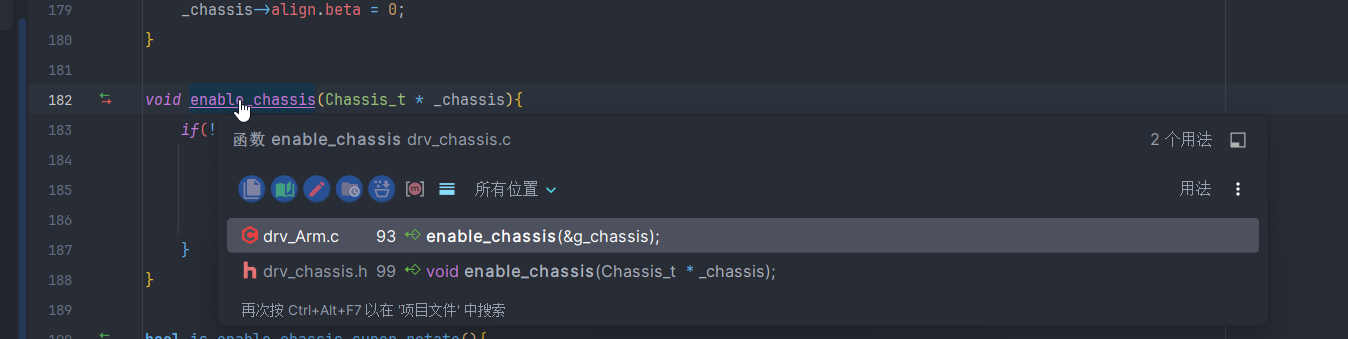 179 _chassis->align.beta = 0;
180 }
181
182 void enable_chassis(Chassis_t * _chassis){
183 if(!
函数 enable_chassis drv_chassis.c 2 个用法
184
185 所有位置 用法
186
drv_Arm.c 93 enable_chassis(&g_chassis);
187 }
drv_chassis.h 99 void enable_chassis(Chassis_t * _chassis);
188 }
189
再次按 Ctrl+Alt+F7 以在 '项目文件' 中搜索